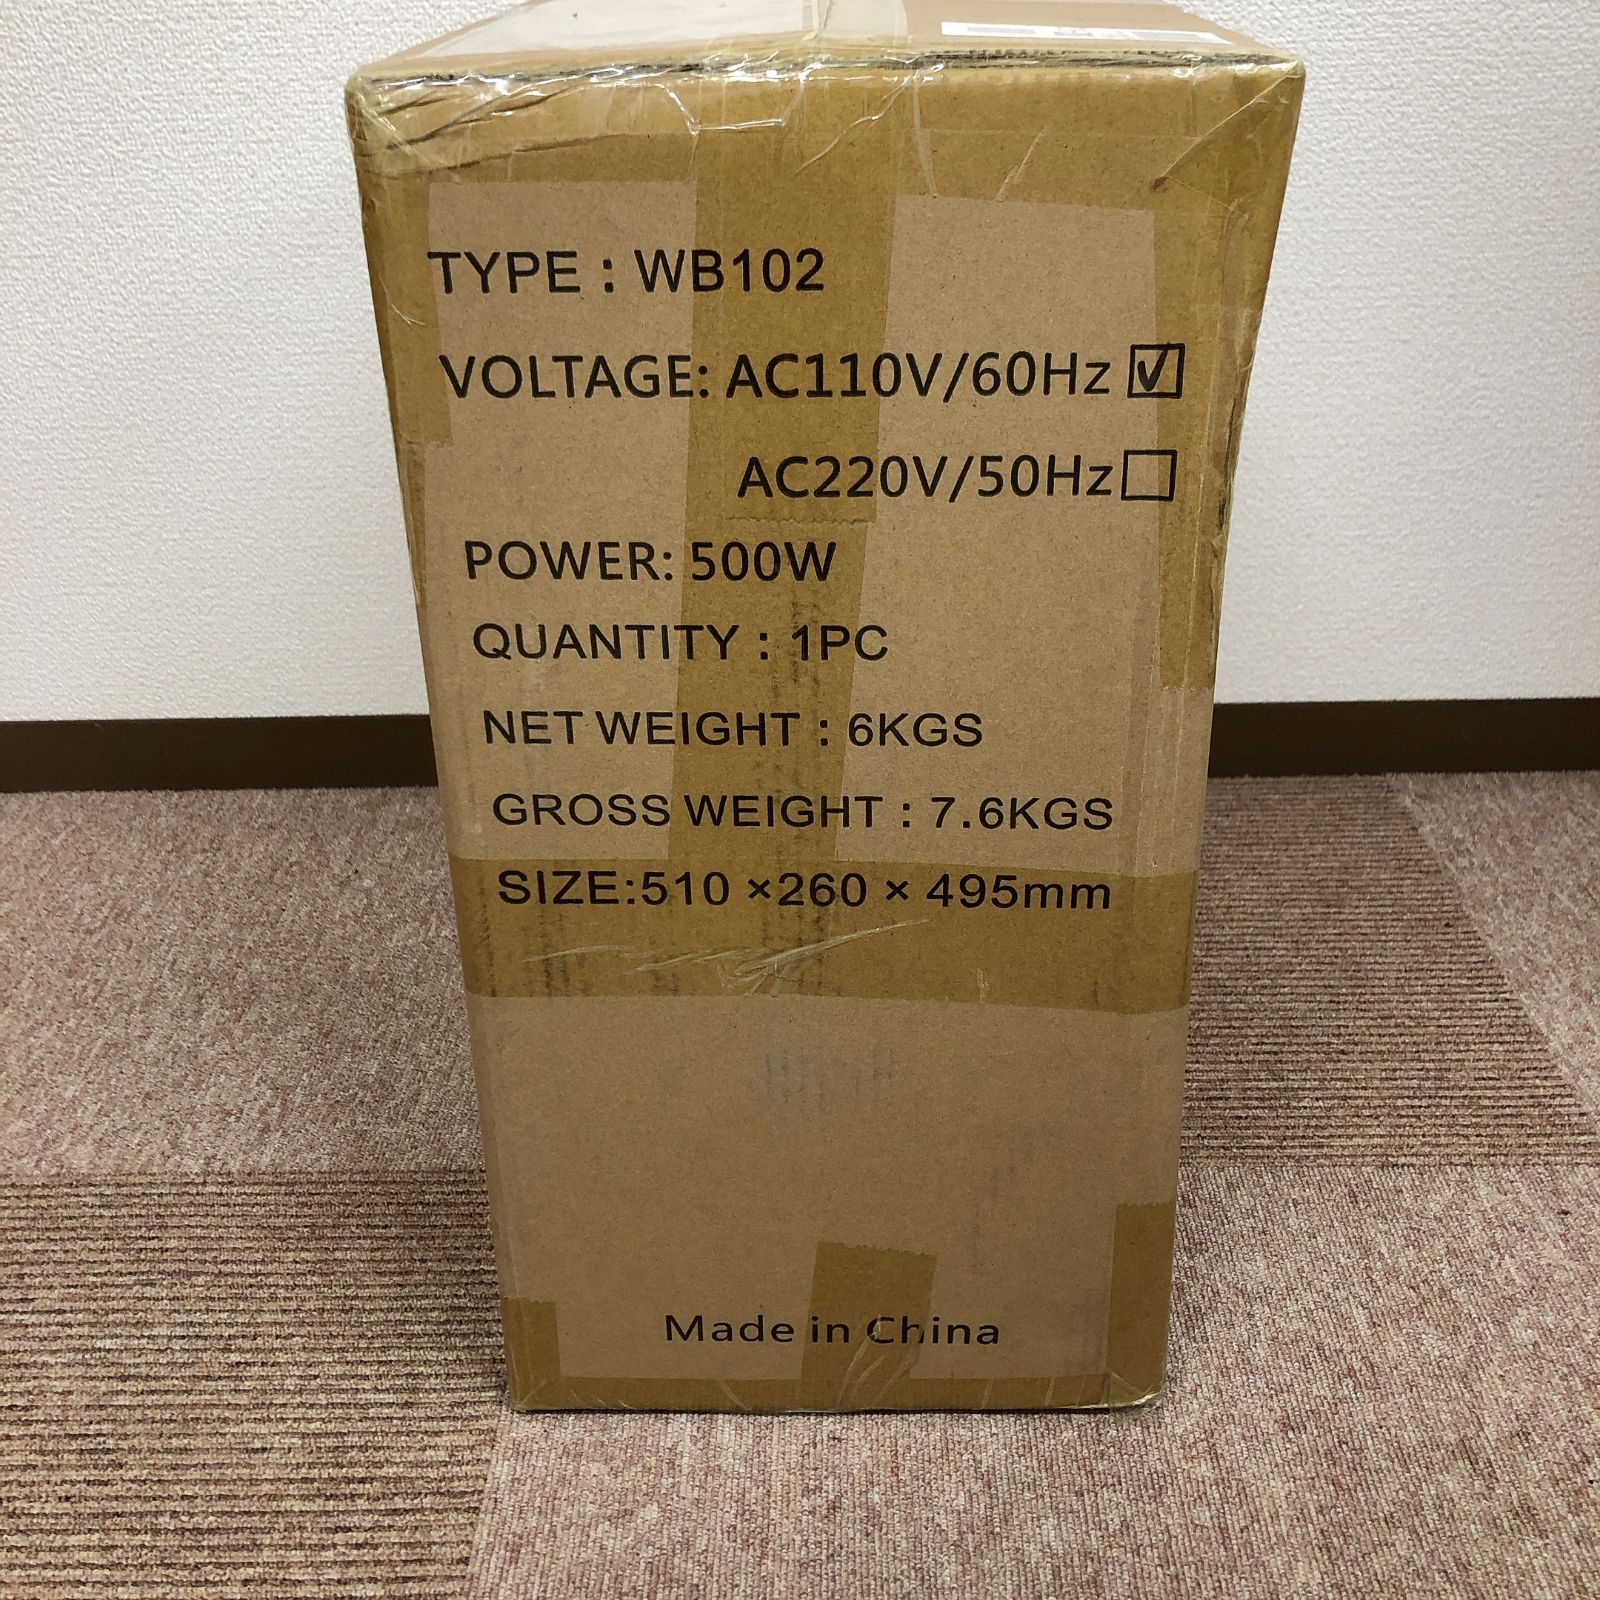 TYPE : WB102
VOLTAGE: AC110V/60Hz ☑
AC220V/50Hz ☐
POWER: 500W
QUANTITY : 1PC
NET WEIGHT : 6KGS
GROSS WEIGHT : 7.6KGS
SIZE:510 ×260 × 495mm
Made in China